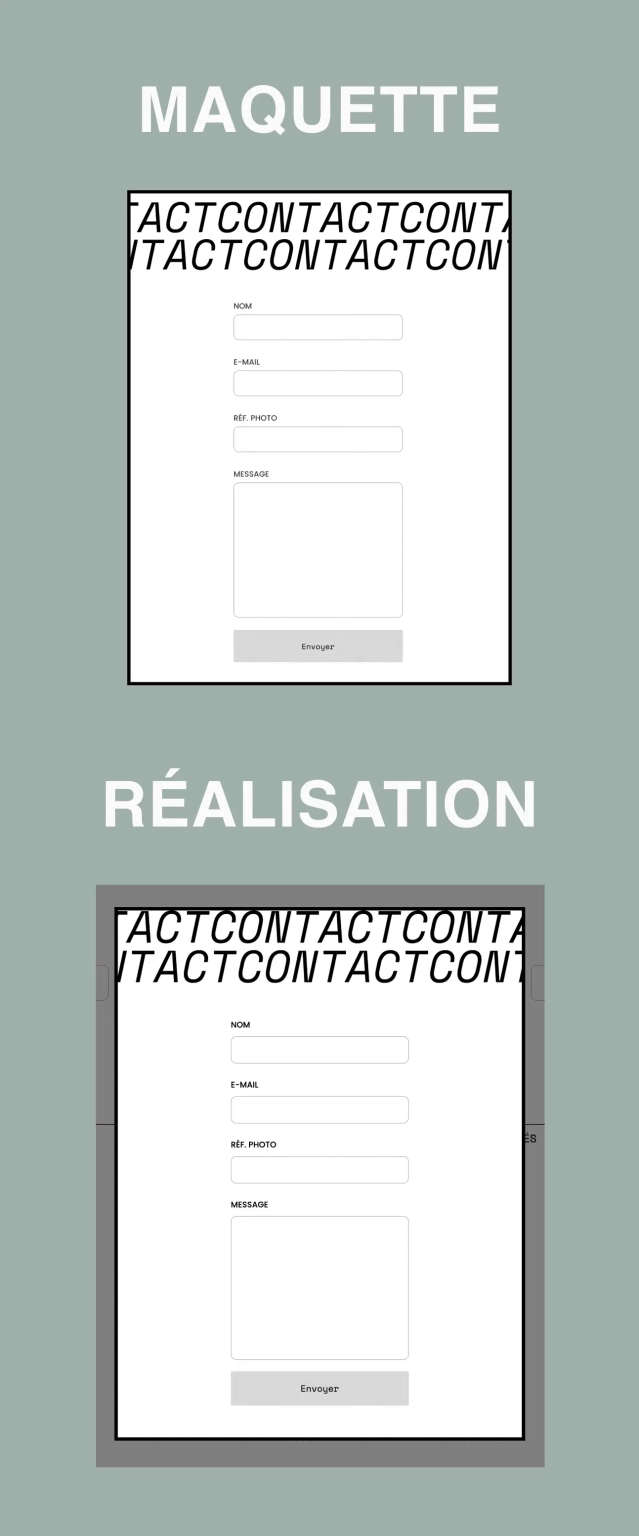 MAQUETTE
TACTCONTACTCONTA
NTACTCONTACTCONT
NOM
E-MAIL
RÉF. PHOTO
MESSAGE
Envoyer
RÉALISATION
TACTCONTACTCONTA
NTACTCONTACTCONT
NOM
E-MAIL
ÉS
RÉF. PHOTO
MESSAGE
Envoyer